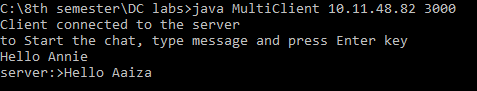 C:\8th semester\DC labs>java MultiClient 10.11.48.82 3000
Client connected to the server
to Start the chat, type message and press Enter key
Hello Annie
server:>Hello Aaiza